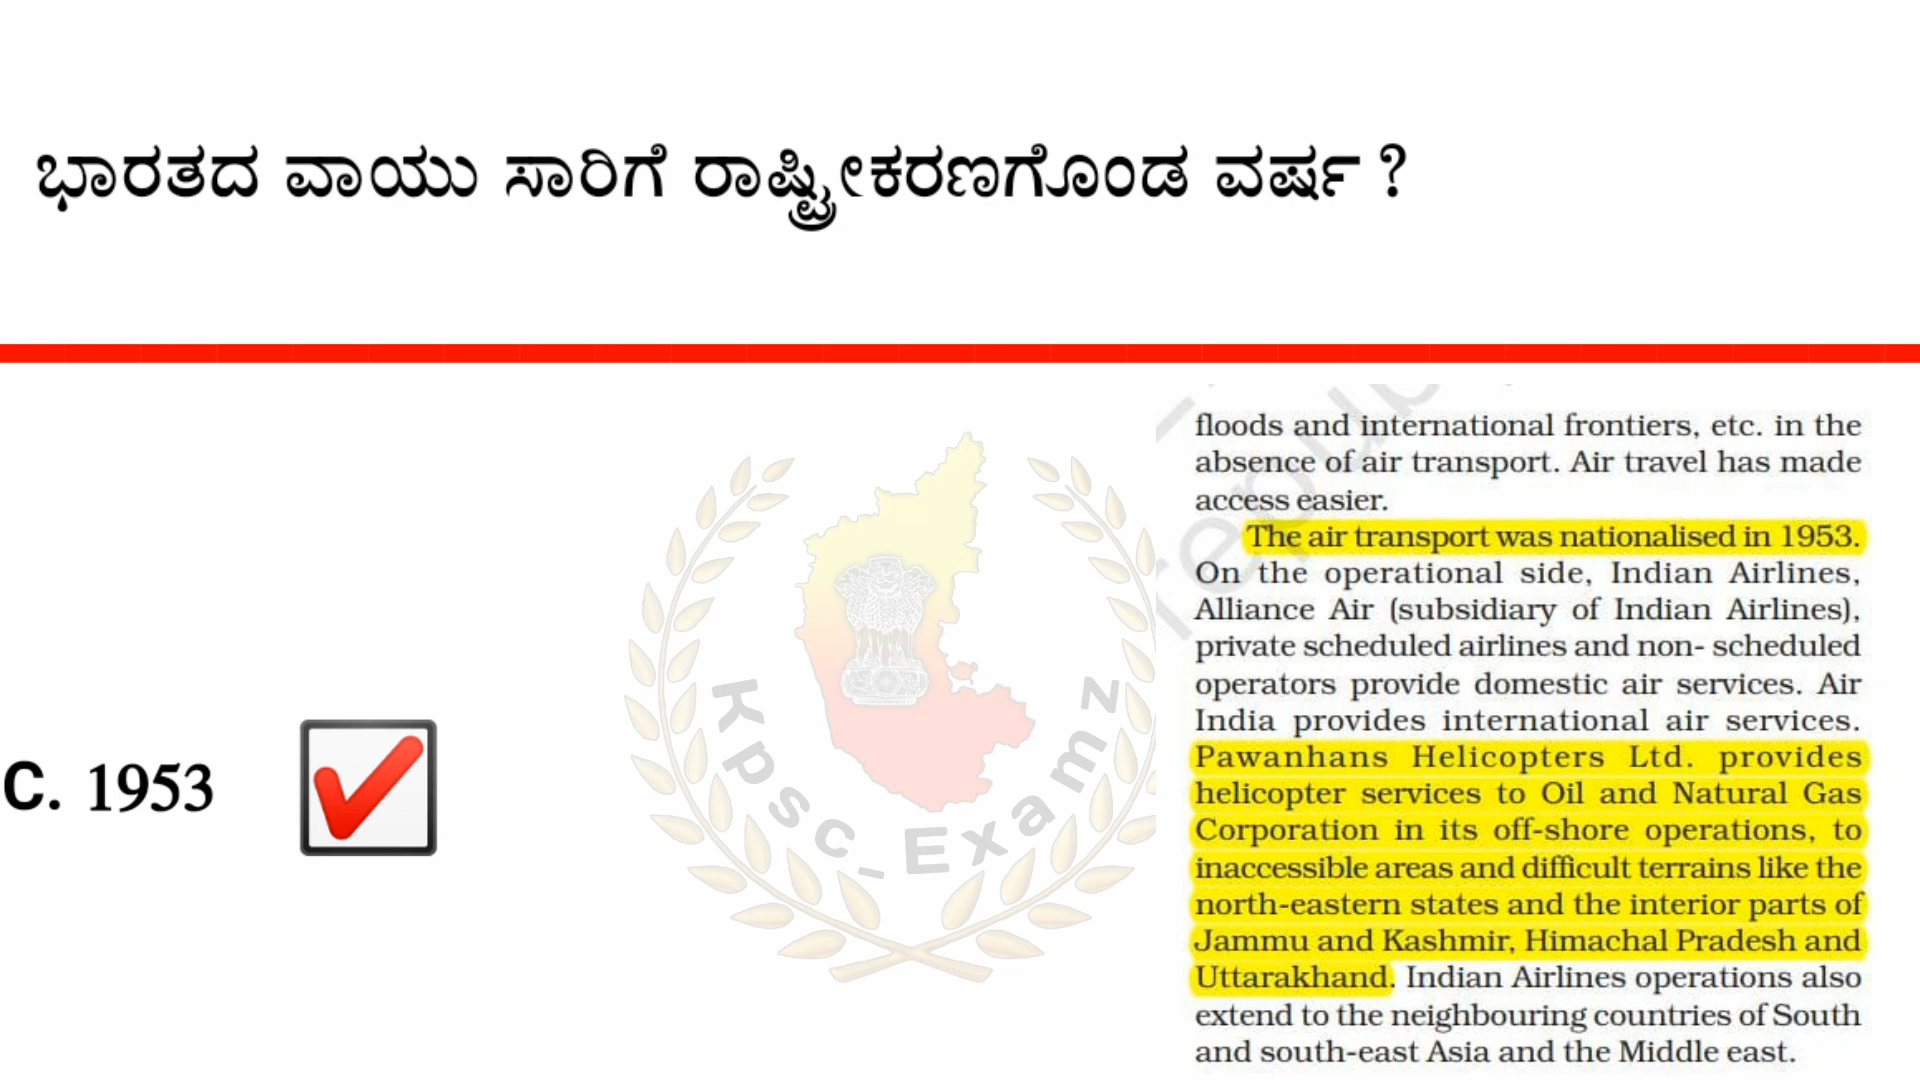 ಭಾರತದ ವಾಯು ಸಾರಿಗೆ ರಾಷ್ಟ್ರೀಕರಣಗೊಂಡ ವರ್ಷ ?
C. 1953
Kpsc_Examz
floods and international frontiers, etc. in the
absence of air transport. Air travel has made
access easier.
The air transport was nationalised in 1953.
On the operational side, Indian Airlines,
Alliance Air (subsidiary of Indian Airlines),
private scheduled airlines and non- scheduled
operators provide domestic air services. Air
India provides international air services.
Pawanhans Helicopters Ltd. provides
helicopter services to Oil and Natural Gas
Corporation in its off-shore operations, to
inaccessible areas and difficult terrains like the
north-eastern states and the interior parts of
Jammu and Kashmir, Himachal Pradesh and
Uttarakhand. Indian Airlines operations also
extend to the neighbouring countries of South
and south-east Asia and the Middle east.